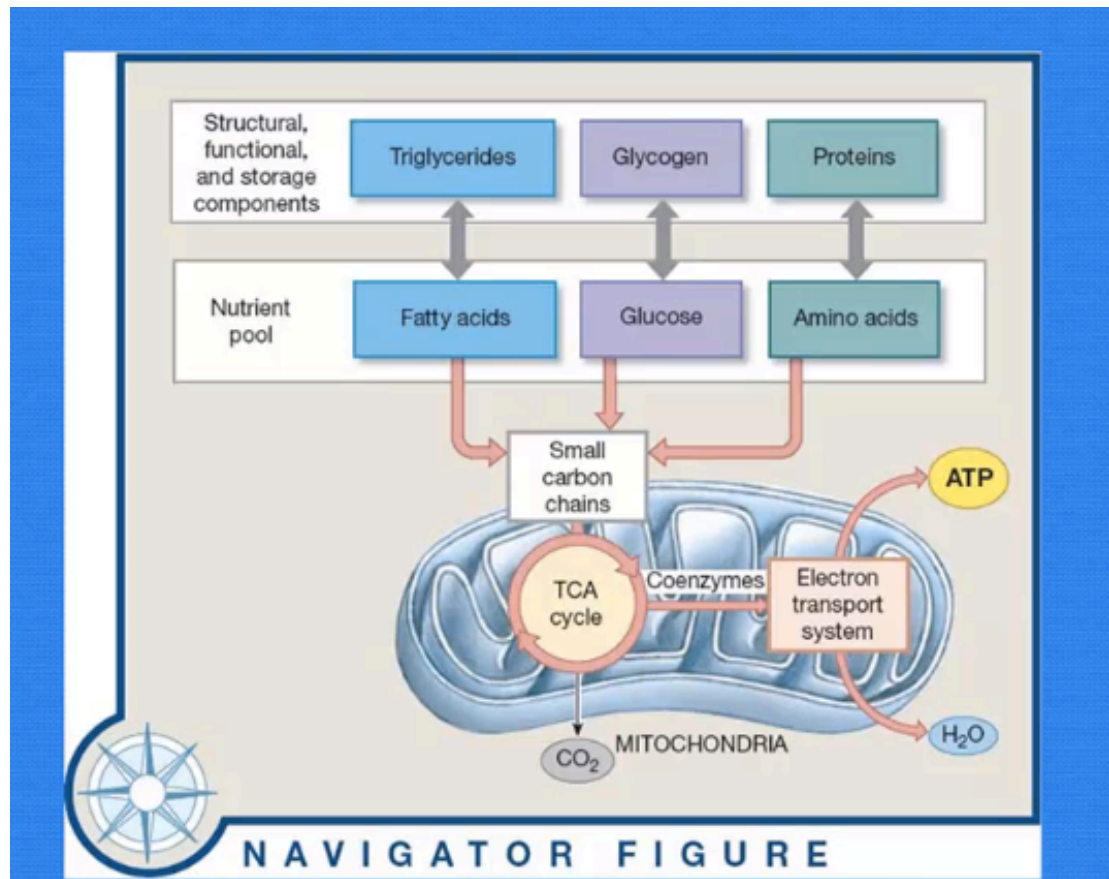 Structural,
functional,
and storage
components
Triglycerides
Glycogen
Proteins
Nutrient
pool
Fatty acids
Glucose
Amino acids
Small
carbon
chains
ATP
TCA
cycle
Coenzymes
Electron
transport
system
H₂O
MITOCHONDRIA
CO₂
NAVIGATOR FIGURE